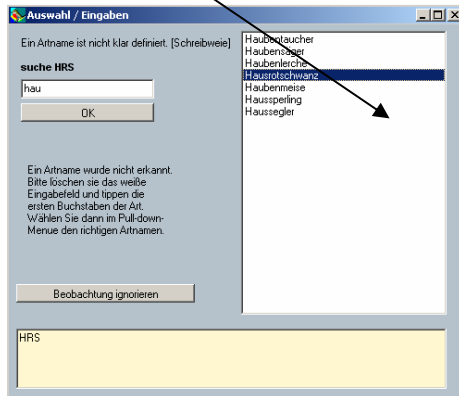 Auswahl / Eingaben
Ein Artname ist nicht klar definiert. [Schreibweie]
suche HRS
hau
OK
Ein Artname wurde nicht erkannt.
Bitte löschen sie das weiße
Eingabefeld und tippen die
ersten Buchstaben der Art.
Wählen Sie dann im Pull-down-
Menue den richtigen Artnamen.
Beobachtung ignorieren
Haubentaucher
Haubensäger
Haubenlerche
Hausrotschwanz
Haubenmeise
Haussperling
Haussegler
HRS